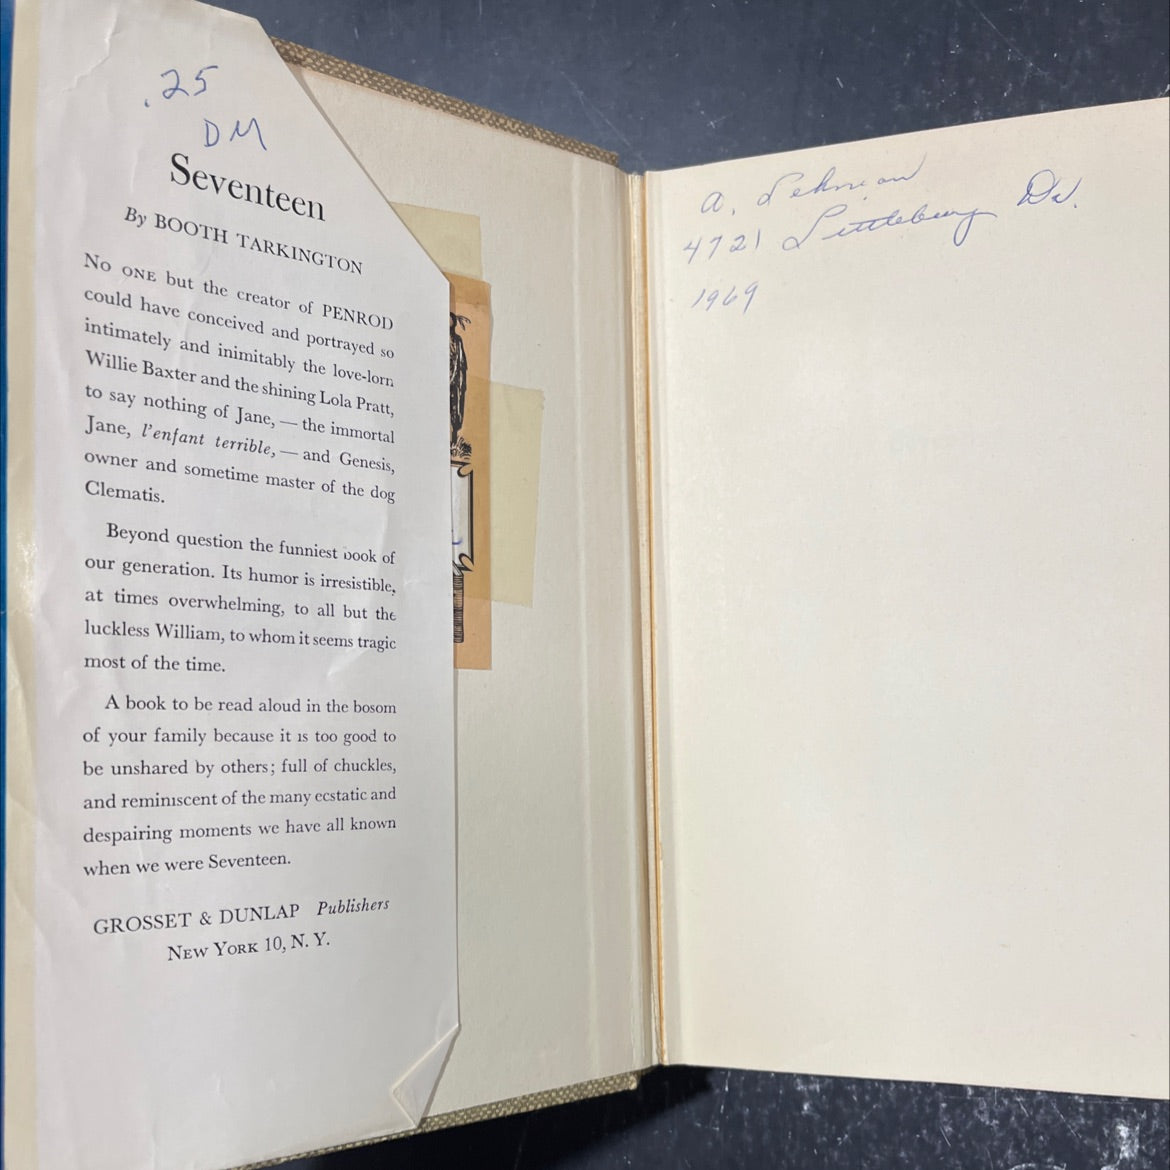 .25
DM
Seventeen
By BOOTH TARKINGTON
No ONE but the creator of PENROD
could have conceived and portrayed so
intimately and inimitably the love-lorn
Willie Baxter and the shining Lola Pratt,
to say nothing of Jane, — the immortal
Jane, l'enfant terrible, — and Genesis,
owner and sometime master of the dog
Clematis.
Beyond question the funniest book of
our generation. Its humor is irresistible,
at times overwhelming, to all but the
luckless William, to whom it seems tragic
most of the time.
A book to be read aloud in the bosom
of your family because it is too good to
be unshared by others; full of chuckles,
and reminiscent of the many ecstatic and
despairing moments we have all known
when we were Seventeen.
GROSSET & DUNLAP Publishers
NEW YORK 10, N. Y.
A.
4721 Dr.
1969